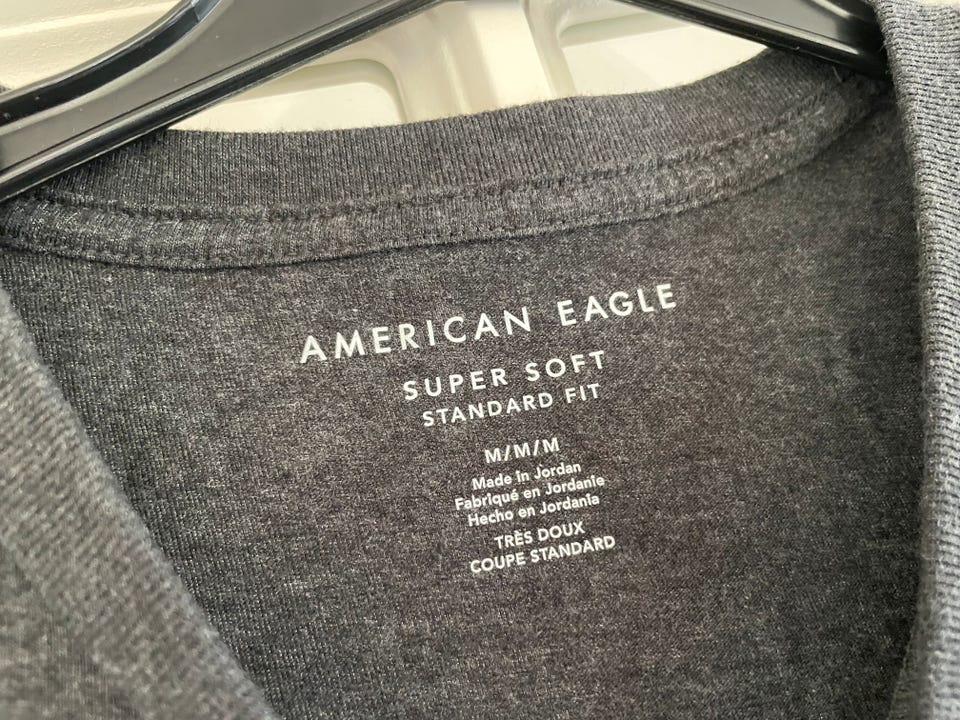 AMERICAN EAGLE
SUPER SOFT
STANDARD FIT
M/M/M
Made in Jordan
Fabriqué en Jordanie
Hecho en Jordania
TRÈS DOUX
COUPE STANDARD